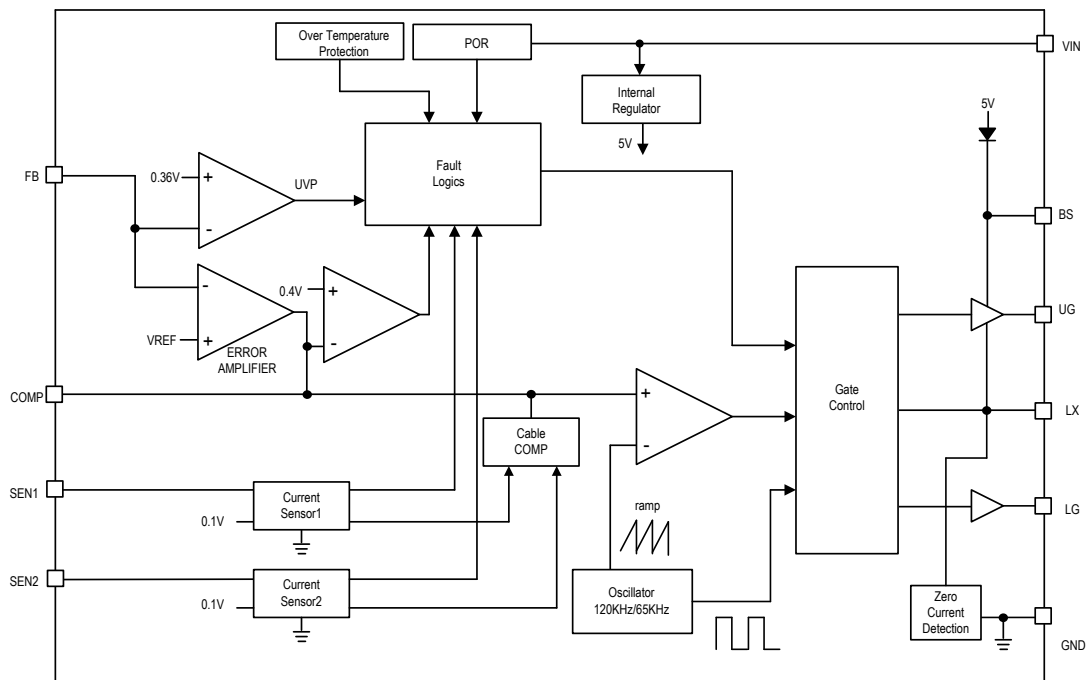 Over Temperature
Protection
POR
VIN
Internal
Regulator
5V
5V
FB
0.36V
+
-
UVP
Fault
Logics
BS
-
VREF
+
ERROR
AMPLIFIER
0.4V
+
-
UG
COMP
Gate
Control
LX
+
-
Cable
COMP
SEN1
Current
Sensor1
0.1V
ramp
LG
SEN2
Current
Sensor2
0.1V
Oscillator
120KHz/65KHz
Zero
Current
Detection
GND